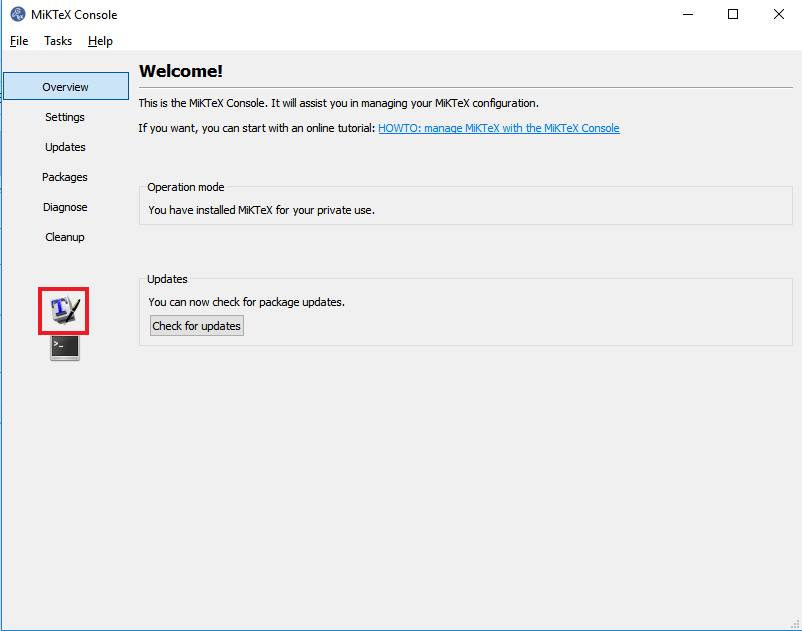 MiKTeX Console
File Tasks Help
Overview
Settings
Updates
Packages
Diagnose
Cleanup
Welcome!
This is the MiKTeX Console. It will assist you in managing your MiKTeX configuration.
If you want, you can start with an online tutorial: HOWTO: manage MiKTeX with the MiKTeX Console
Operation mode
You have installed MiKTeX for your private use.
Updates
You can now check for package updates.
Check for updates